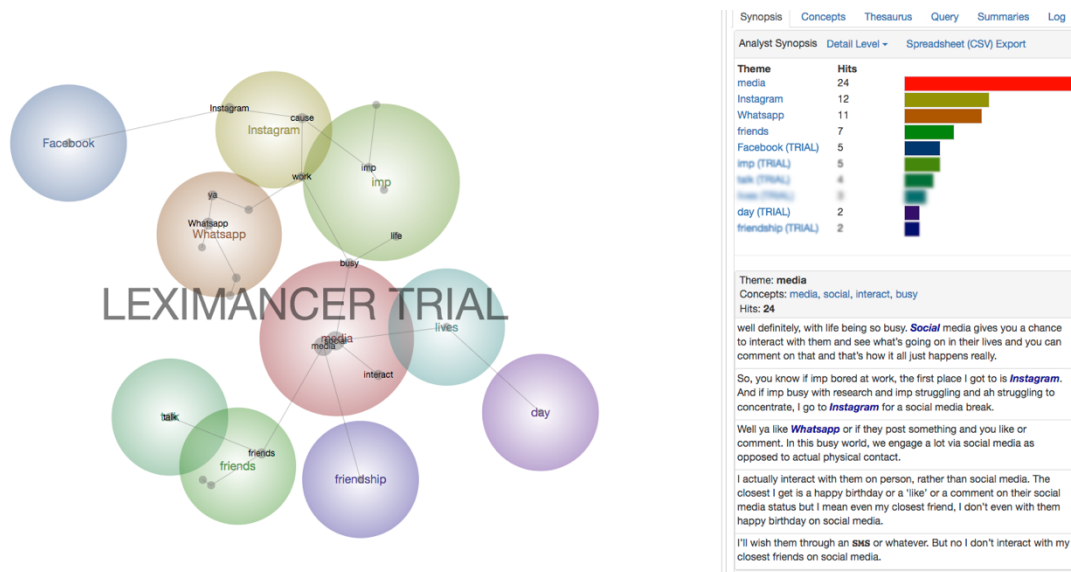 Synopsis Concepts Thesaurus Query Summaries Log
Analyst Synopsis Detail Level Spreadsheet (CSV) Export
Theme Hits
media 24
Instagram 12
Whatsapp 11
friends 7
Facebook (TRIAL) 5
imp (TRIAL) 5
talk (TRIAL) 4
lives (TRIAL)
day (TRIAL) 2
friendship (TRIAL) 2
Instagram
cause
Instagram
Facebook
imp
imp
work
ya
Whatsapp
Whatsapp
life
busy
LEXIMANCER TRIAL
lives
social
media
media
interact
day
talk
friends
friends
friendship
Theme: media
Concepts: media, social, interact, busy
Hits: 24
well definitely, with life being so busy. Social media gives you a chance
to interact with them and see what's going on in their lives and you can
comment on that and that's how it all just happens really.
So, you know if imp bored at work, the first place I got to is Instagram.
And if imp busy with research and imp struggling and ah struggling to
concentrate, I go to Instagram for a social media break.
Well ya like Whatsapp or if they post something and you like or
comment. In this busy world, we engage a lot via social media as
opposed to actual physical contact.
I actually interact with them on person, rather than social media. The
closest I get is a happy birthday or a 'like' or a comment on their social
media status but I mean even my closest friend, I don't even with them
happy birthday on social media.
I'll wish them through an SMS or whatever. But no I don't interact with my
closest friends on social media.